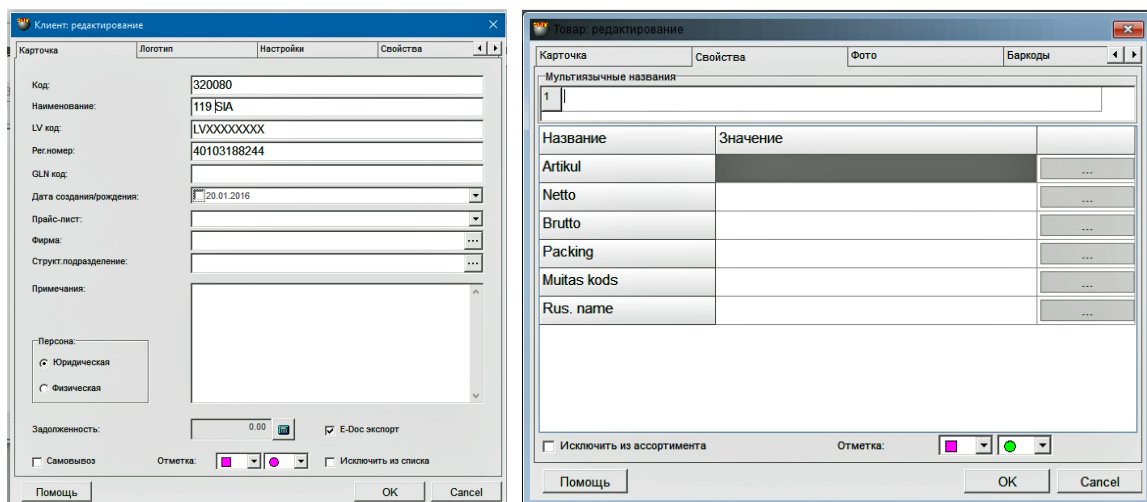 Клиент: редактирование
Карточка
Логотип
Настройки
Свойства
Код:
320080
Наименование:
119 SIA
LV код:
LVXXXXXXXX
Рег.номер:
40103188244
GLN код:
Дата создания/рождения:
20.01.2016
Прайс-лист:
Фирма:
...
Структ.подразделение:
...
Примечания:
Персона:
Юридическая
Физическая
Задолженность:
0.00
E-Doc экспорт
Самовывоз
Отметка:
Исключить из списка
Помощь
OK
Cancel
Товар: редактирование
Карточка
Свойства
Фото
Баркоды
Мультиязычные названия
1
Название
Значение
Artikul
...
Netto
...
Brutto
...
Packing
...
Muitas kods
...
Rus. name
...
Исключить из ассортимента
Отметка:
Помощь
OK
Cancel